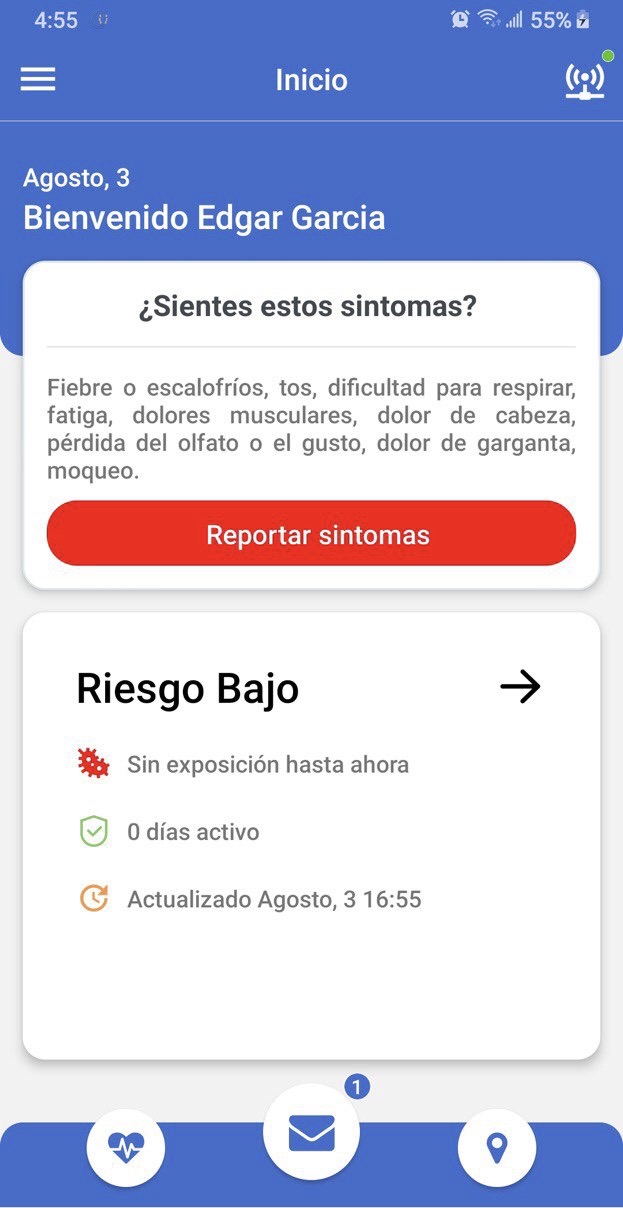 4:55
55%
Inicio
Agosto, 3
Bienvenido Edgar Garcia
¿Sientes estos sintomas?
Fiebre o escalofríos, tos, dificultad para respirar,
fatiga, dolores musculares, dolor de cabeza,
pérdida del olfato o el gusto, dolor de garganta,
moqueo.
Reportar sintomas
Riesgo Bajo
Sin exposición hasta ahora
0 días activo
Actualizado Agosto, 3 16:55
1